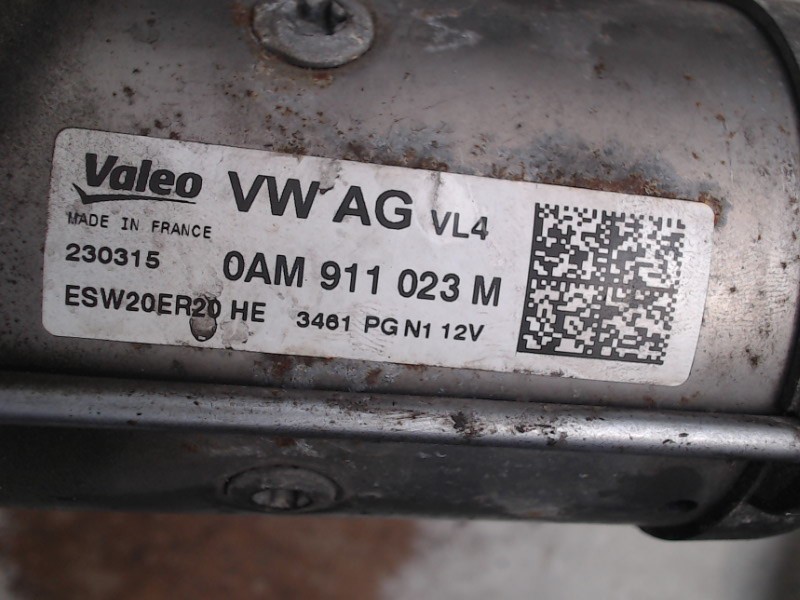 Valeo VW AG VL4
MADE IN FRANCE
230315 0AM 911 023 M
ESW20ER20 HE 3461 PG N1 12V